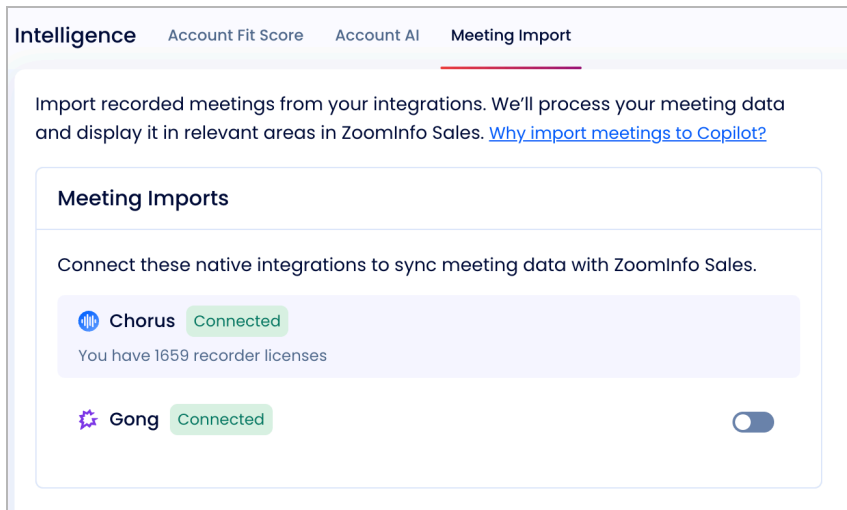 Intelligence Account Fit Score Account AI Meeting Import
Import recorded meetings from your integrations. We’ll process your meeting data
and display it in relevant areas in ZoomInfo Sales. Why import meetings to Copilot?
Meeting Imports
Connect these native integrations to sync meeting data with ZoomInfo Sales.
Chorus Connected
You have 1659 recorder licenses
Gong Connected